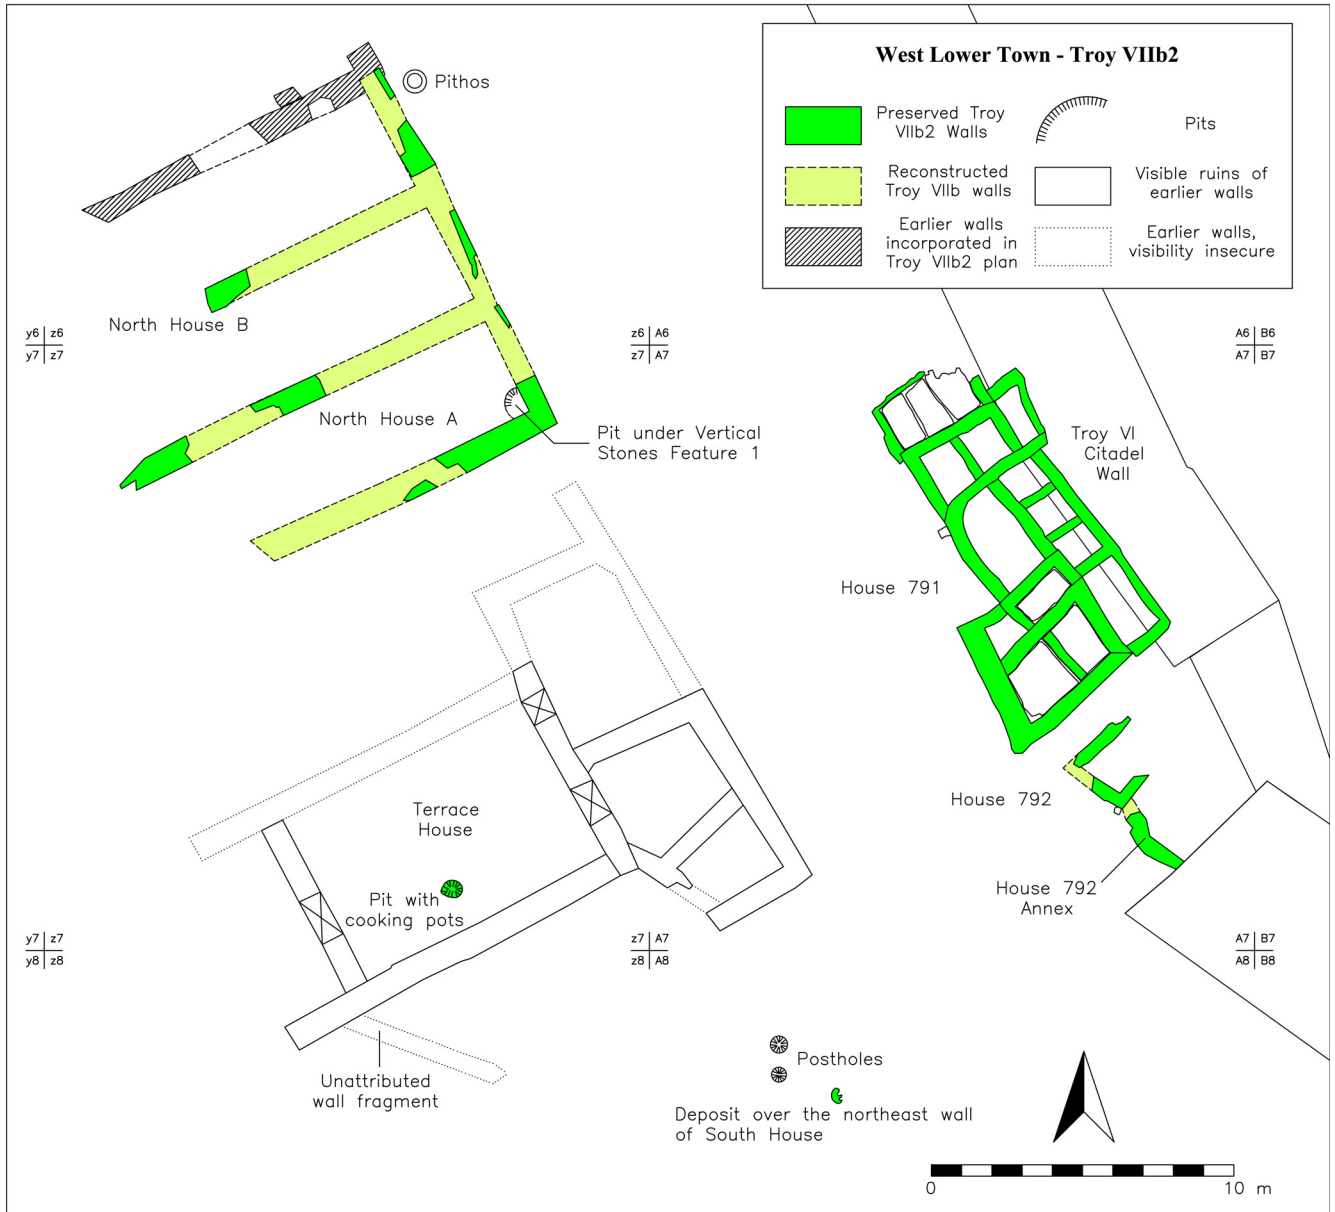 West Lower Town - Troy VIIb2
Preserved Troy
VIIb2 Walls
Pits
Reconstructed
Troy VIIb walls
Visible ruins of
earlier walls
Earlier walls
incorporated in
Troy VIIb2 plan
Earlier walls,
visibility insecure
Pithos
North House B
y6 z6
y7 z7
z6 A6
z7 A7
A6 B6
A7 B7
North House A
Pit under Vertical
Stones Feature 1
Troy VI
Citadel
Wall
House 791
House 792
Terrace
House
Pit with
cooking pots
House 792
Annex
y7 z7
y8 z8
z7 A7
z8 A8
A7 B7
A8 B8
Unattributed
wall fragment
Postholes
Deposit over the northeast wall
of South House
0 10 m